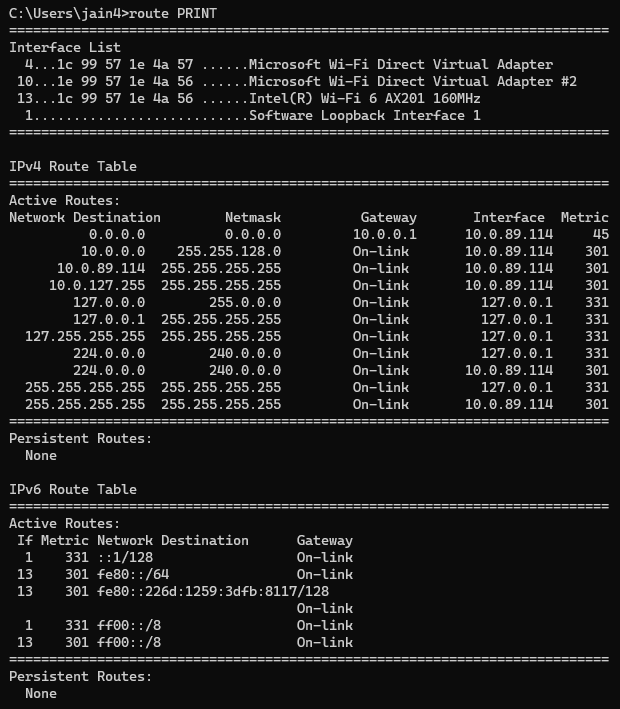 C:\Users\jain4>route PRINT
===========================================================================
Interface List
  4...1c 99 57 1e 4a 57 ......Microsoft Wi-Fi Direct Virtual Adapter
 10...1e 99 57 1e 4a 56 ......Microsoft Wi-Fi Direct Virtual Adapter #2
 13...1c 99 57 1e 4a 56 ......Intel(R) Wi-Fi 6 AX201 160MHz
  1...........................Software Loopback Interface 1
===========================================================================

IPv4 Route Table
===========================================================================
Active Routes:
Network Destination        Netmask          Gateway       Interface  Metric
          0.0.0.0          0.0.0.0         10.0.0.1      10.0.89.114     45
         10.0.0.0    255.255.128.0         On-link       10.0.89.114    301
      10.0.89.114  255.255.255.255         On-link       10.0.89.114    301
     10.0.127.255  255.255.255.255         On-link       10.0.89.114    301
        127.0.0.0        255.0.0.0         On-link         127.0.0.1    331
        127.0.0.1  255.255.255.255         On-link         127.0.0.1    331
  127.255.255.255  255.255.255.255         On-link         127.0.0.1    331
        224.0.0.0        240.0.0.0         On-link         127.0.0.1    331
        224.0.0.0        240.0.0.0         On-link       10.0.89.114    301
  255.255.255.255  255.255.255.255         On-link         127.0.0.1    331
  255.255.255.255  255.255.255.255         On-link       10.0.89.114    301
===========================================================================
Persistent Routes:
  None

IPv6 Route Table
===========================================================================
Active Routes:
 If Metric Network Destination      Gateway
  1    331 ::1/128                  On-link
 13    301 fe80::/64                On-link
 13    301 fe80::226d:1259:3dfb:8117/128
                                    On-link
  1    331 ff00::/8                 On-link
 13    301 ff00::/8                 On-link
===========================================================================
Persistent Routes:
  None